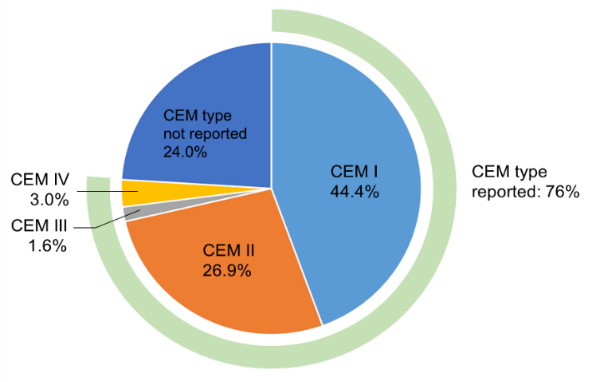 CEM type
not reported
24.0%
CEM I
44.4%
CEM type
reported: 76%
CEM IV
3.0%
CEM III
1.6%
CEM II
26.9%